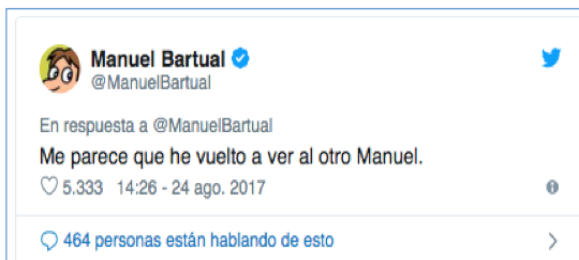 Manuel Bartual
@ManuelBartual
En respuesta a @ManuelBartual
Me parece que he vuelto a ver al otro Manuel.
5.333 14:26 - 24 ago. 2017
464 personas están hablando de esto